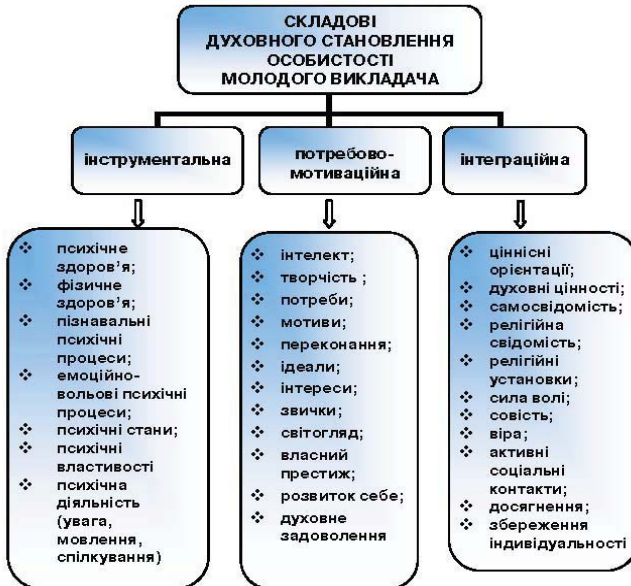 СКЛАДОВІ
ДУХОВНОГО СТАНОВЛЕННЯ
ОСОБИСТОСТІ
МОЛОДОГО ВИКЛАДАЧА
інструментальна
потребово-
мотиваційна
інтеграційна
❖ психічне
здоров’я;
❖ фізичне
здоров’я;
❖ пізнавальні
психічні
процеси;
❖ емоційно-
вольові психічні
процеси;
❖ психічні стани;
❖ психічні
властивості
❖ психічна
діяльність
(увага,
мовлення,
спілкування)
❖ інтелект;
❖ творчість ;
❖ потреби;
❖ мотиви;
❖ переконання;
❖ ідеали;
❖ інтереси;
❖ звички;
❖ світогляд;
❖ власний
престиж;
❖ розвиток себе;
❖ духовне
задоволення
❖ ціннісні
орієнтації;
❖ духовні цінності;
❖ самосвідомість;
❖ релігійна
свідомість;
❖ релігійні
установки;
❖ сила волі;
❖ совість;
❖ віра;
❖ активні
соціальні
контакти;
❖ досягнення;
❖ збереження
індивідуальності